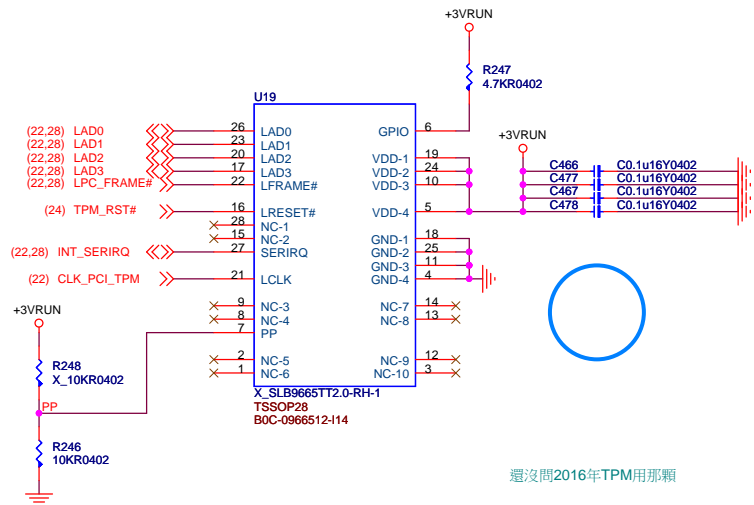 +3VRUN
R247
4.7KR0402
U19
(22,28) LAD0 26 LAD0 GPIO 6
(22,28) LAD1 23 LAD1
(22,28) LAD2 20 LAD2 VDD-1 19
(22,28) LAD3 17 LAD3 VDD-2 24
(22,28) LPC_FRAME# 22 LFRAME# VDD-3 10
+3VRUN
C466 C0.1u16Y0402
C477 C0.1u16Y0402
C467 C0.1u16Y0402
C478 C0.1u16Y0402
(24) TPM_RST# 16 LRESET# VDD-4 5
28 NC-1
15 NC-2 GND-1 18
(22,28) INT_SERIRQ 27 SERIRQ GND-2 25
GND-3 11
(22) CLK_PCI_TPM 21 LCLK GND-4 4
9 NC-3 NC-7 14
8 NC-4 NC-8 13
7 PP
2 NC-5 NC-9 12
1 NC-6 NC-10 3
+3VRUN
R248
X_10KR0402
PP
R246
10KR0402
X_SLB9665TT2.0-RH-1
TSSOP28
B0C-0966512-I14
還沒問2016年TPM用那顆